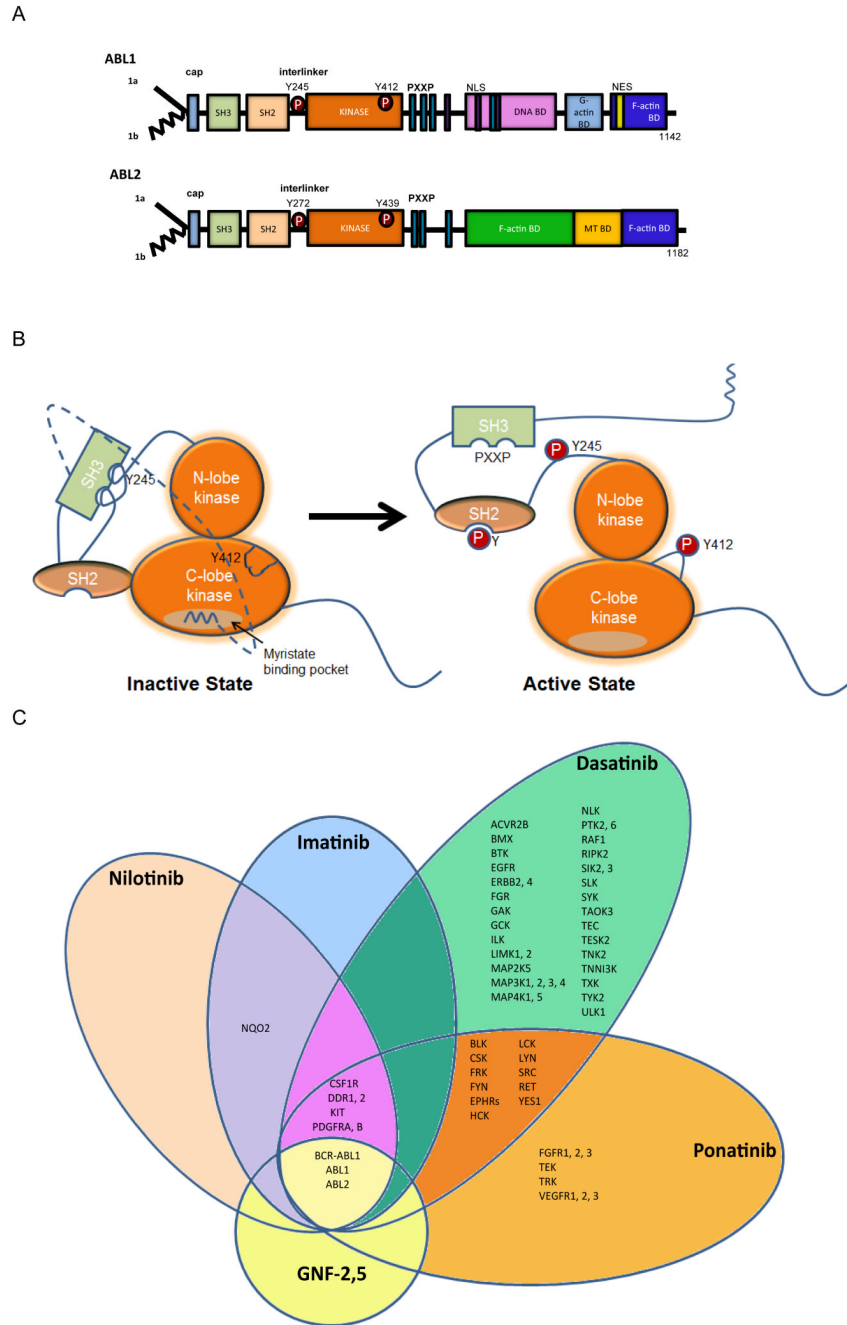 A
ABL1
1a
cap
interlinker
Y245
Y412
PXXP
NLS
NES
P
P
SH3
SH2
KINASE
DNA BD
G-
actin
BD
F-actin
BD
1b
1142
ABL2
1a
cap
interlinker
Y272
Y439
PXXP
P
P
SH3
SH2
KINASE
F-actin BD
MT BD
F-actin BD
1b
1182
B
SH3
Y245
N-lobe
kinase
Y412
SH2
C-lobe
kinase
Myristate
binding pocket
Inactive State
SH3
PXXP
P
Y245
SH2
P
Y
N-lobe
kinase
P
Y412
C-lobe
kinase
Active State
C
Dasatinib
Imatinib
Nilotinib
ACVR2B
BMX
BTK
EGFR
ERBB2, 4
FGR
GAK
GCK
ILK
LIMK1, 2
MAP2K5
MAP3K1, 2, 3, 4
MAP4K1, 5
NLK
PTK2, 6
RAF1
RIPK2
SIK2, 3
SLK
SYK
TAOK3
TEC
TESK2
TNK2
TNNI3K
TXK
TYK2
ULK1
NQO2
BLK
CSK
FRK
FYN
EPHRs
HCK
LCK
LYN
SRC
RET
YES1
CSF1R
DDR1, 2
KIT
PDGFRA, B
Ponatinib
FGFR1, 2, 3
TEK
TRK
VEGFR1, 2, 3
BCR-ABL1
ABL1
ABL2
GNF-2,5